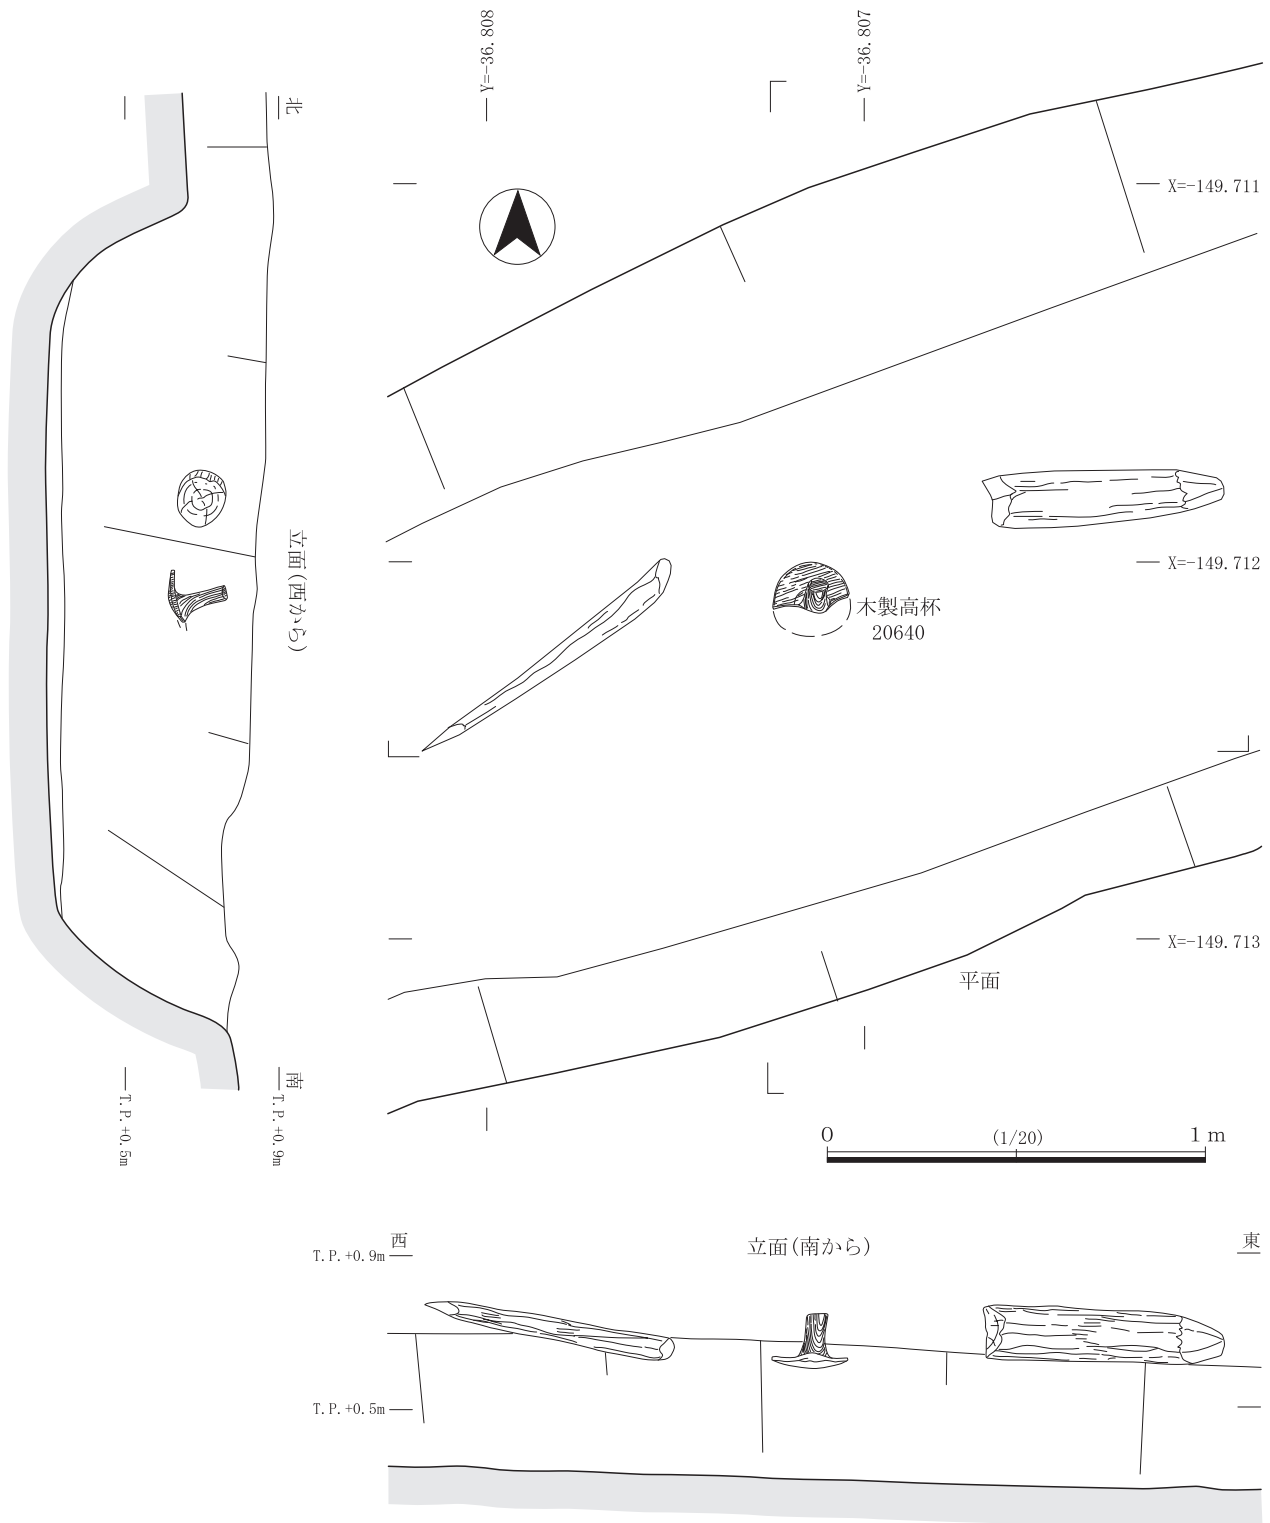 Y=-36.808
Y=-36.807
北
X=-149.711
立面(西から)
X=-149.712
木製高杯
20640
X=-149.713
平面
南
T.P.+0.5m
T.P.+0.9m
0
(1/20)
1 m
西
立面(南から)
東
T.P.+0.9m
T.P.+0.5m